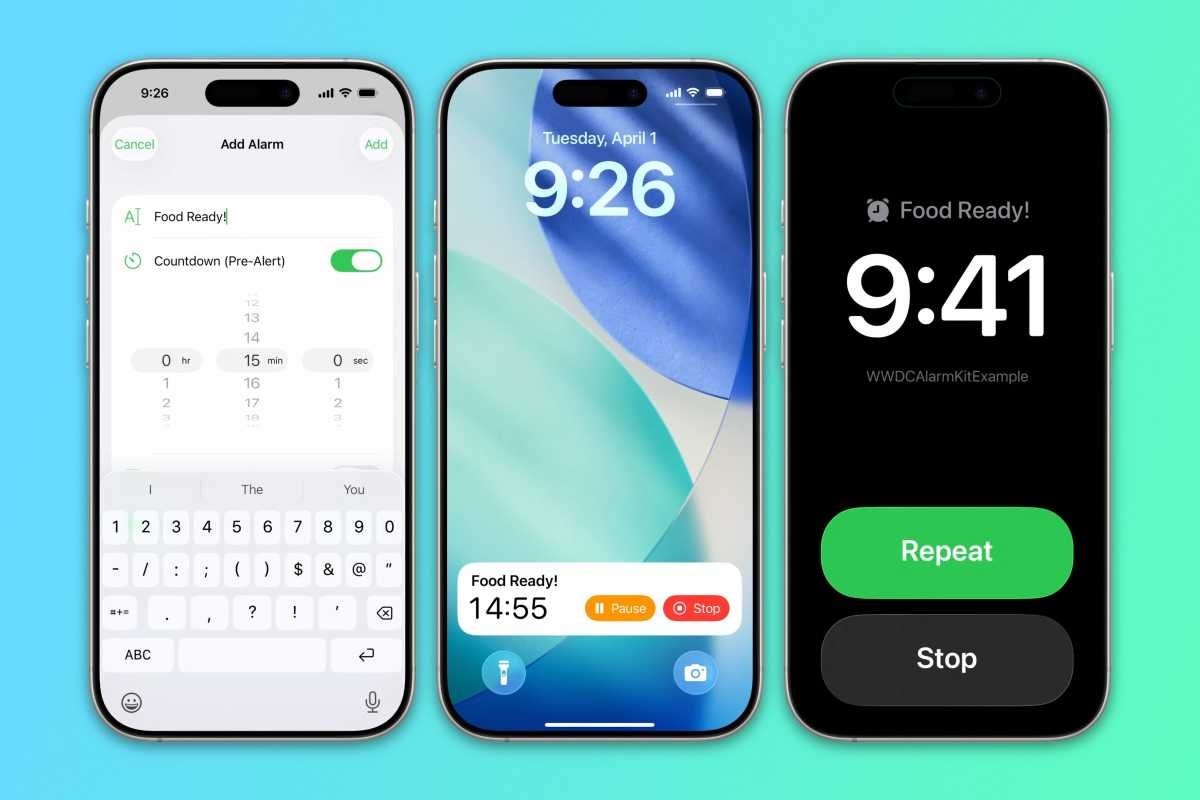 9:26
Cancel
Add Alarm
Add
Food Ready!
Countdown (Pre-Alert)
12
13
14
0 hr 15 min 0 sec
1 16 1
2 17 2
3 18 3
I The You
1 2 3 4 5 6 7 8 9 0
- / : ; ( ) $ & @ "
#+= . , ? ! '
ABC
Tuesday, April 1
9:26
Food Ready!
14:55
Pause
Stop
Food Ready!
9:41
WWDCAlarmKitExample
Repeat
Stop